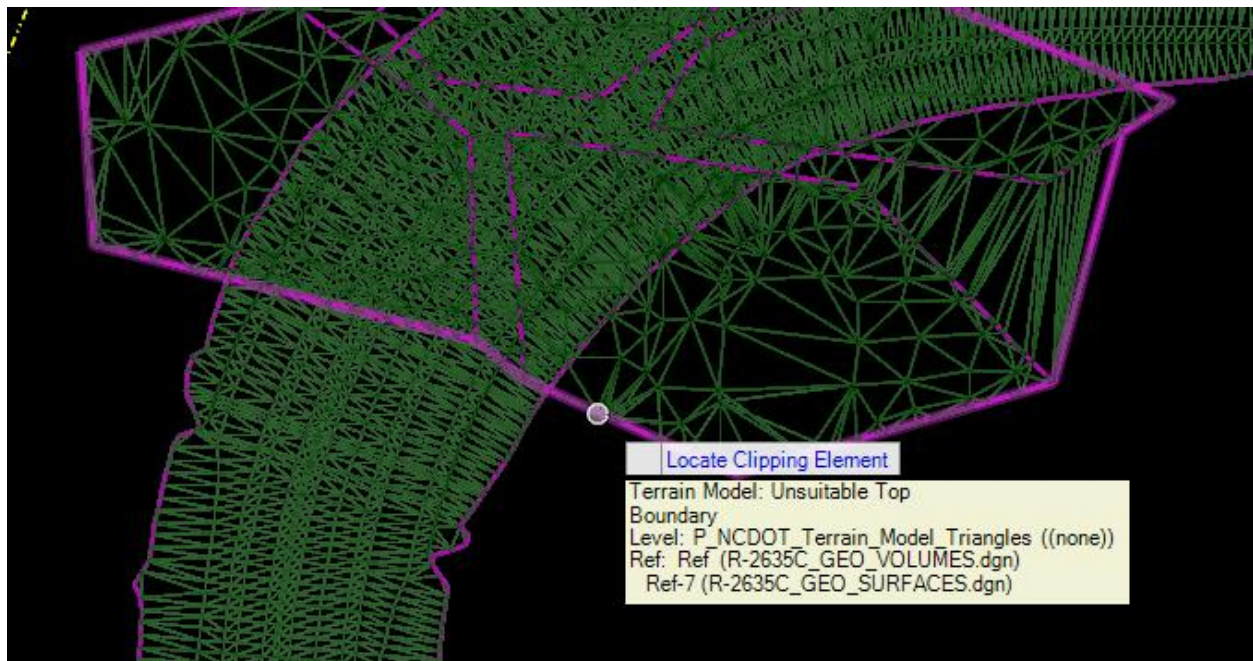 Locate Clipping Element
Terrain Model: Unsuitable Top
Boundary
Level: P_NCDOT_Terrain_Model_Triangles ((none))
Ref: Ref (R-2635C_GEO_VOLUMES.dgn)
Ref-7 (R-2635C_GEO_SURFACES.dgn)